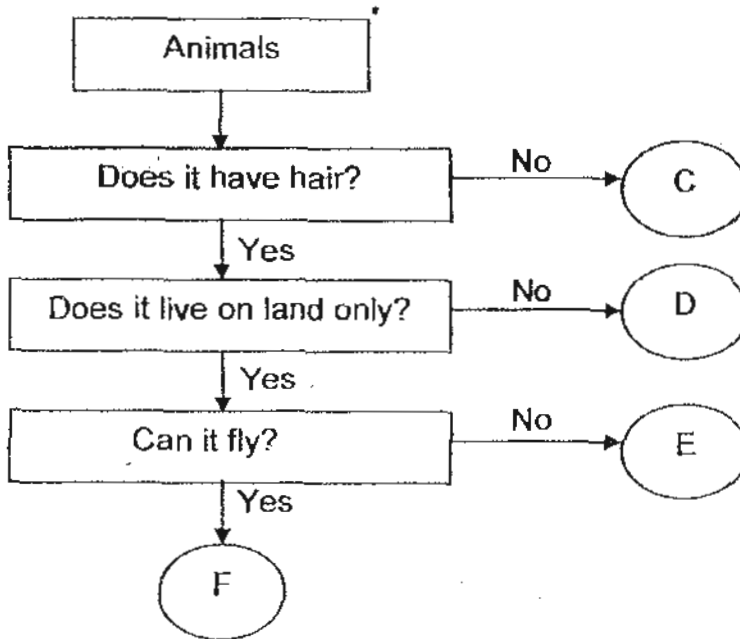 Animals
Does it have hair?
No
C
Yes
Does it live on land only?
No
D
Yes
Can it fly?
No
E
Yes
F